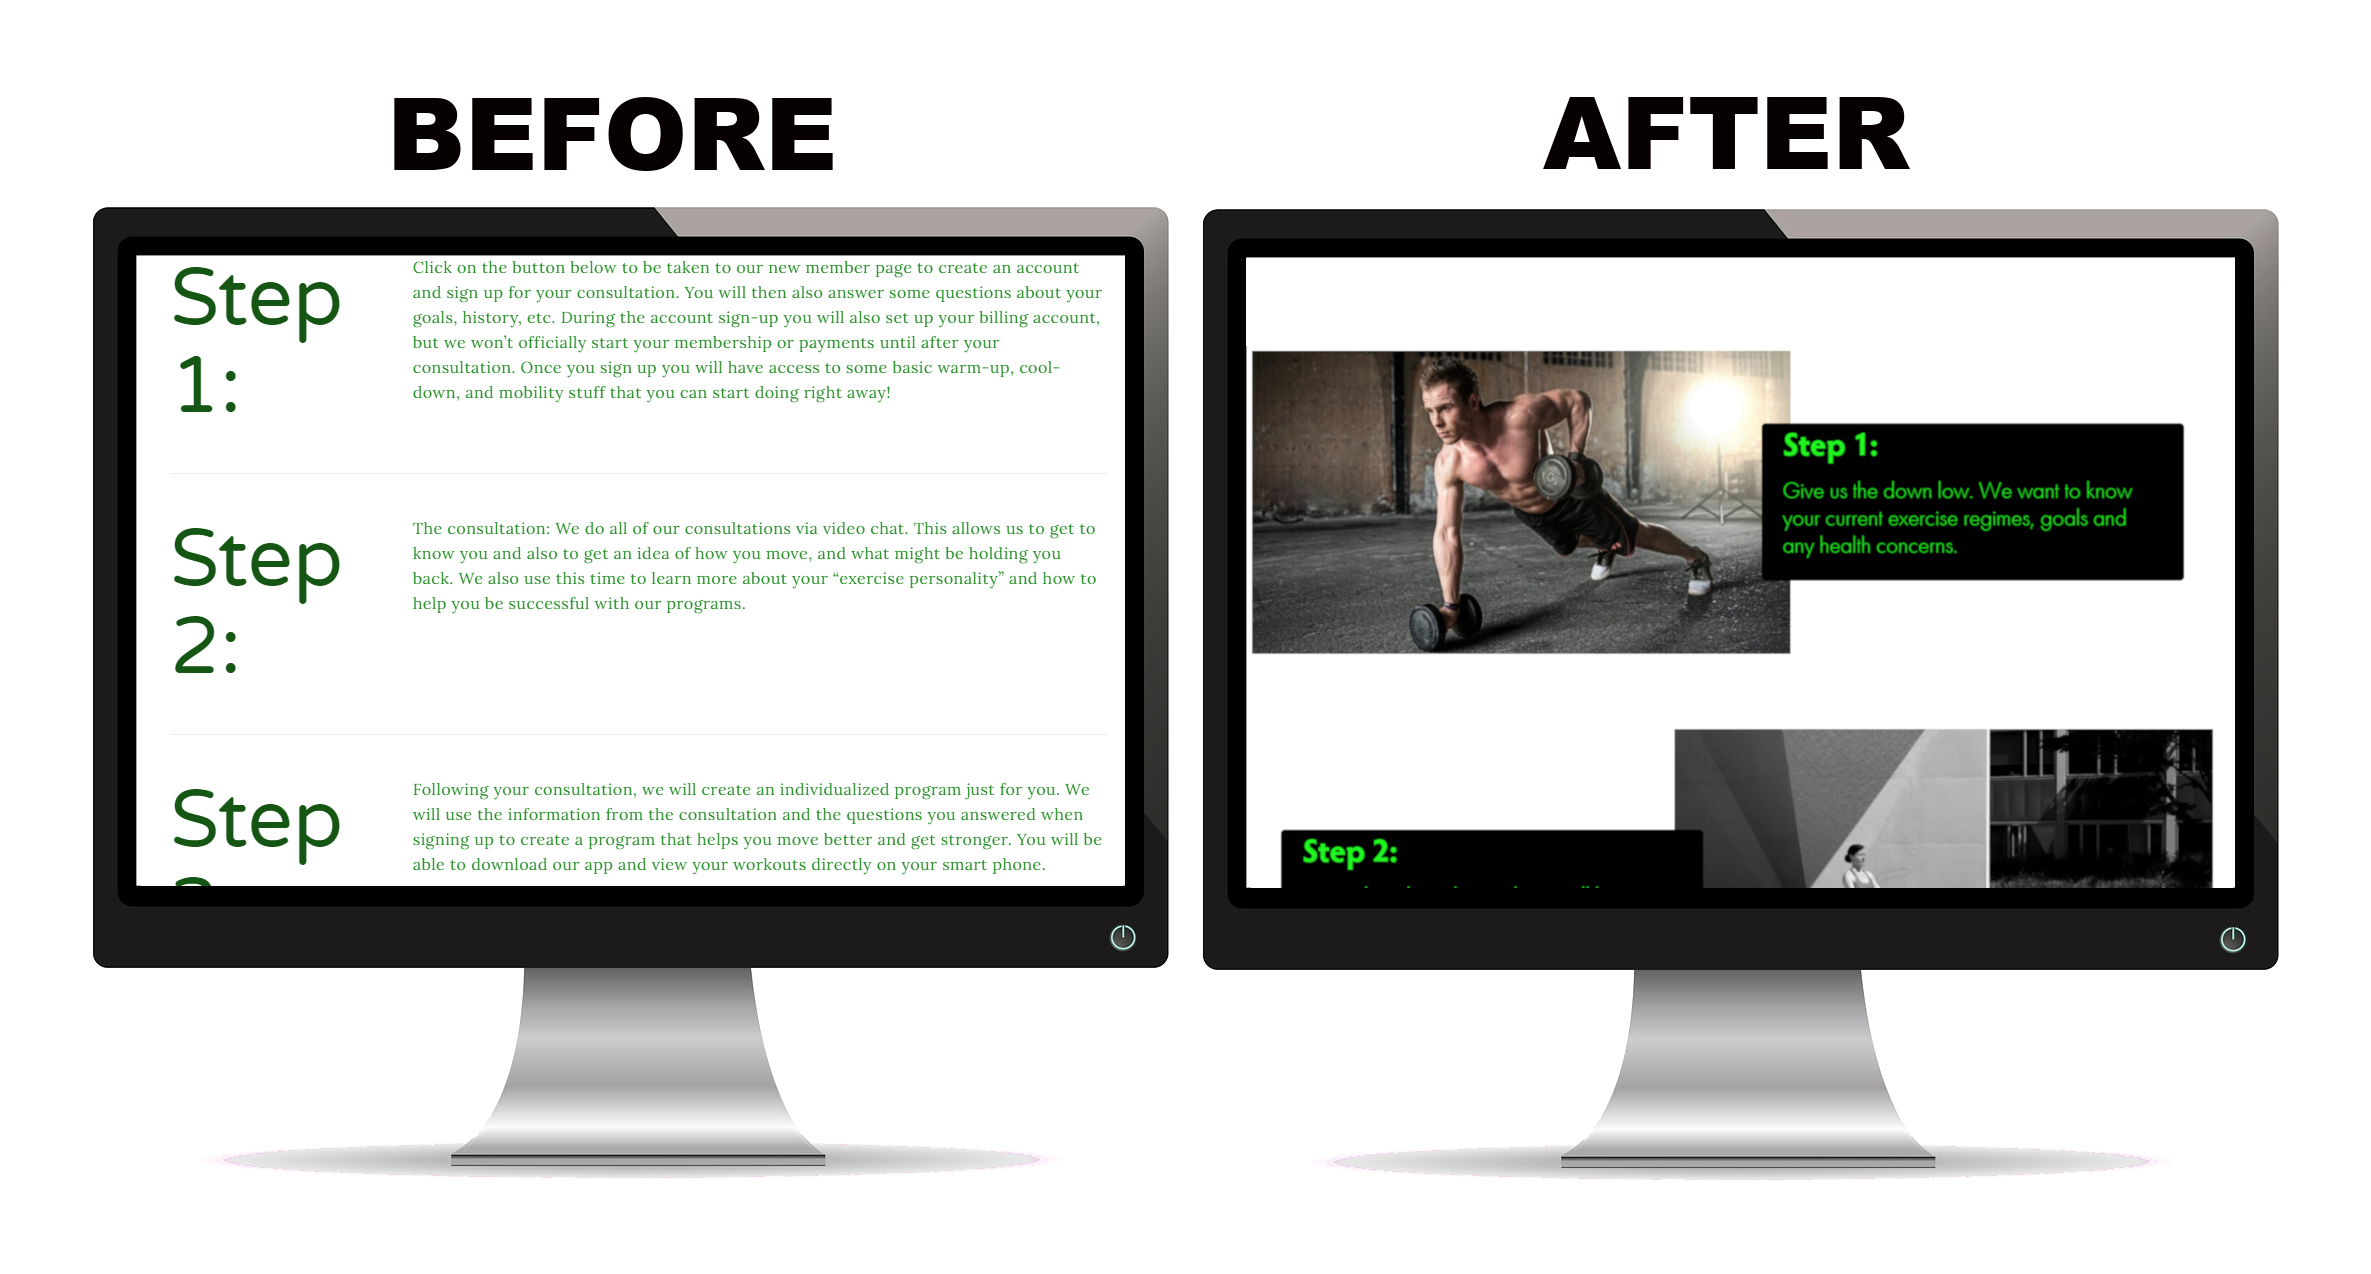 BEFORE
Step
1:
Click on the button below to be taken to our new member page to create an account
and sign up for your consultation. You will then also answer some questions about your
goals, history, etc. During the account sign-up you will also set up your billing account,
but we won’t officially start your membership or payments until after your
consultation. Once you sign up you will have access to some basic warm-up, cool-
down, and mobility stuff that you can start doing right away!
Step
2:
The consultation: We do all of our consultations via video chat. This allows us to get to
know you and also to get an idea of how you move, and what might be holding you
back. We also use this time to learn more about your “exercise personality” and how to
help you be successful with our programs.
Step
Following your consultation, we will create an individualized program just for you. We
will use the information from the consultation and the questions you answered when
signing up to create a program that helps you move better and get stronger. You will be
able to download our app and view your workouts directly on your smart phone.
AFTER
Step 1:
Give us the down low. We want to know
your current exercise regimes, goals and
any health concerns.
Step 2: